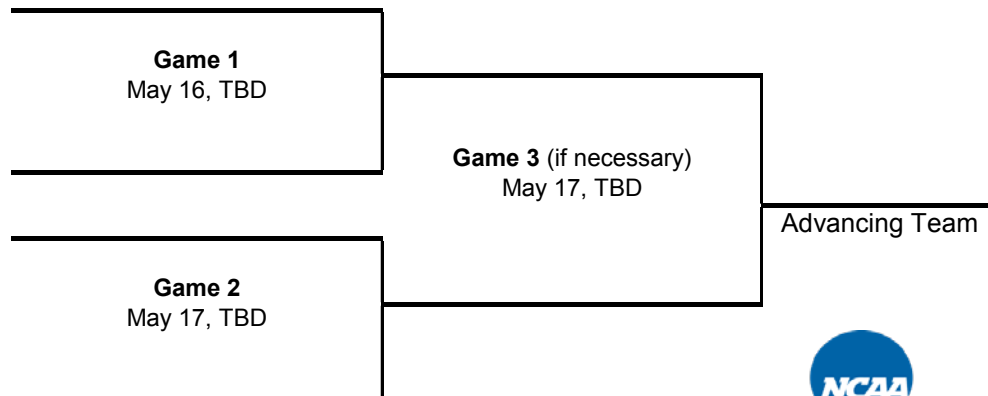 Game 1
May 16, TBD
Game 3 (if necessary)
May 17, TBD
Advancing Team
Game 2
May 17, TBD
NCAA